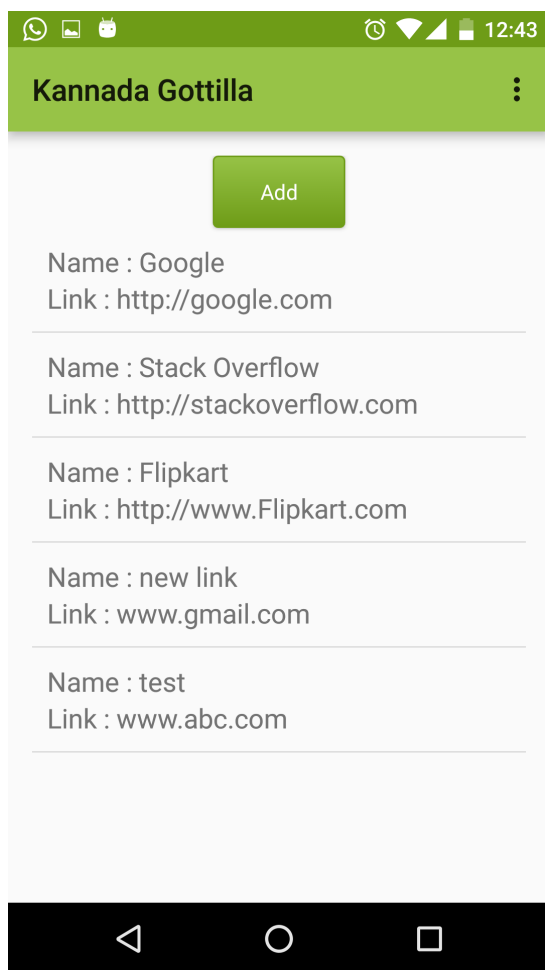 12:43
Kannada Gottilla
Add
Name : Google
Link : http://google.com
Name : Stack Overflow
Link : http://stackoverflow.com
Name : Flipkart
Link : http://www.Flipkart.com
Name : new link
Link : www.gmail.com
Name : test
Link : www.abc.com